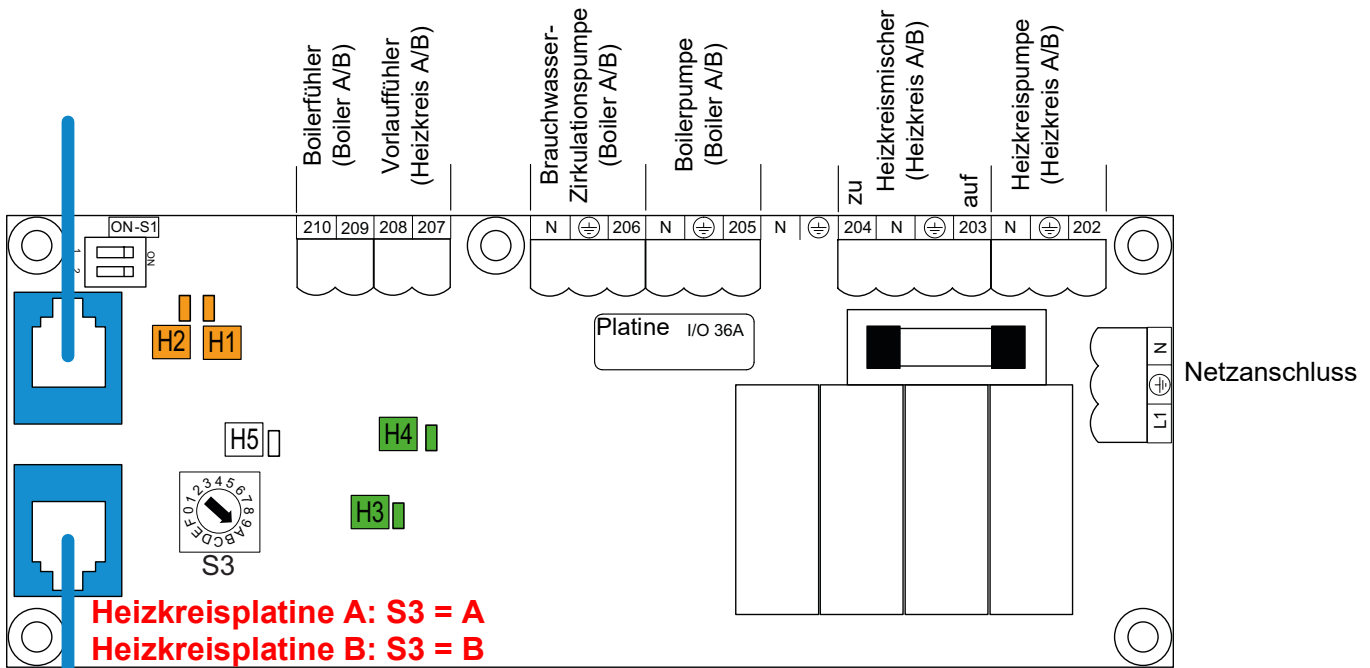 Boilerfühler
(Boiler A/B)
Vorlauffühler
(Heizkreis A/B)
Brauchwasser-
Zirkulationspumpe
(Boiler A/B)
Boilerpumpe
(Boiler A/B)
zu
Heizkreismischer
(Heizkreis A/B)
auf
Heizkreispumpe
(Heizkreis A/B)
ON-S1
1
2
ON
210 209 208 207
N 206 N 205 N 204 N 203 N 202
H2 H1
Platine I/O 36A
N
L1
Netzanschluss
H5
H4
H3
0123456789ABCDEF
S3
Heizkreisplatine A: S3 = A
Heizkreisplatine B: S3 = B